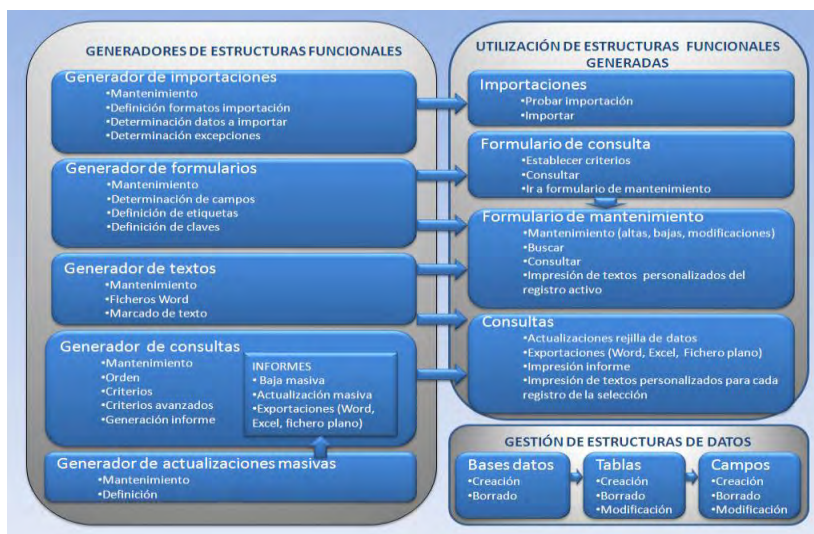 GENERADORES DE ESTRUCTURAS FUNCIONALES
Generador de importaciones
•Mantenimiento
•Definición formatos importación
•Determinación datos a importar
•Determinación excepciones
Generador de formularios
•Mantenimiento
•Determinación de campos
•Definición de etiquetas
•Definición de claves
Generador de textos
•Mantenimiento
•Ficheros Word
•Marcado de texto
Generador de consultas
•Mantenimiento
•Orden
•Criterios
•Criterios avanzados
•Generación informe
INFORMES
• Baja masiva
•Actualización masiva
•Exportaciones (Word,
Excel, fichero plano)
Generador de actualizaciones masivas
•Mantenimiento
•Definición
UTILIZACIÓN DE ESTRUCTURAS FUNCIONALES
GENERADAS
Importaciones
•Probar importación
•Importar
Formulario de consulta
•Establecer criterios
•Consultar
•Ir a formulario de mantenimiento
Formulario de mantenimiento
•Mantenimiento (altas, bajas, modificaciones)
•Buscar
•Consultar
•Impresión de textos personalizados del
registro activo
Consultas
•Actualizaciones rejilla de datos
•Exportaciones (Word, Excel, Fichero plano)
•Impresión informe
•Impresión de textos personalizados para cada
registro de la selección
GESTIÓN DE ESTRUCTURAS DE DATOS
Bases datos
•Creación
•Borrado
Tablas
•Creación
•Borrado
•Modificación
Campos
•Creación
•Borrado
•Modificación